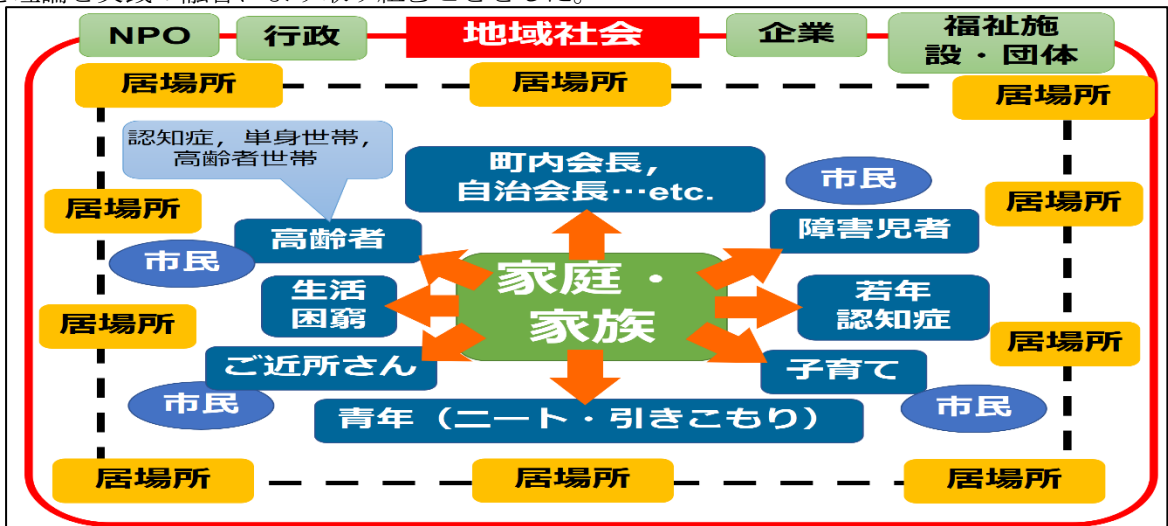 NPO
行政
地域社会
企業
福祉施
設・団体
居場所
居場所
居場所
認知症，単身世帯，
高齢者世帯
町内会長，
自治会長…etc.
市民
居場所
居場所
高齢者
障害児者
市民
家庭・
家族
生活
困窮
若年
認知症
居場所
居場所
ご近所さん
子育て
市民
青年（ニート・引きこもり）
市民
居場所
居場所
居場所